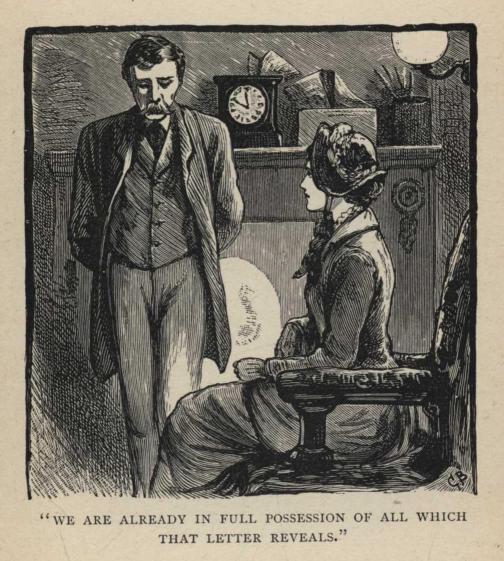 “WE ARE ALREADY IN FULL POSSESSION OF ALL WHICH
THAT LETTER REVEALS.”